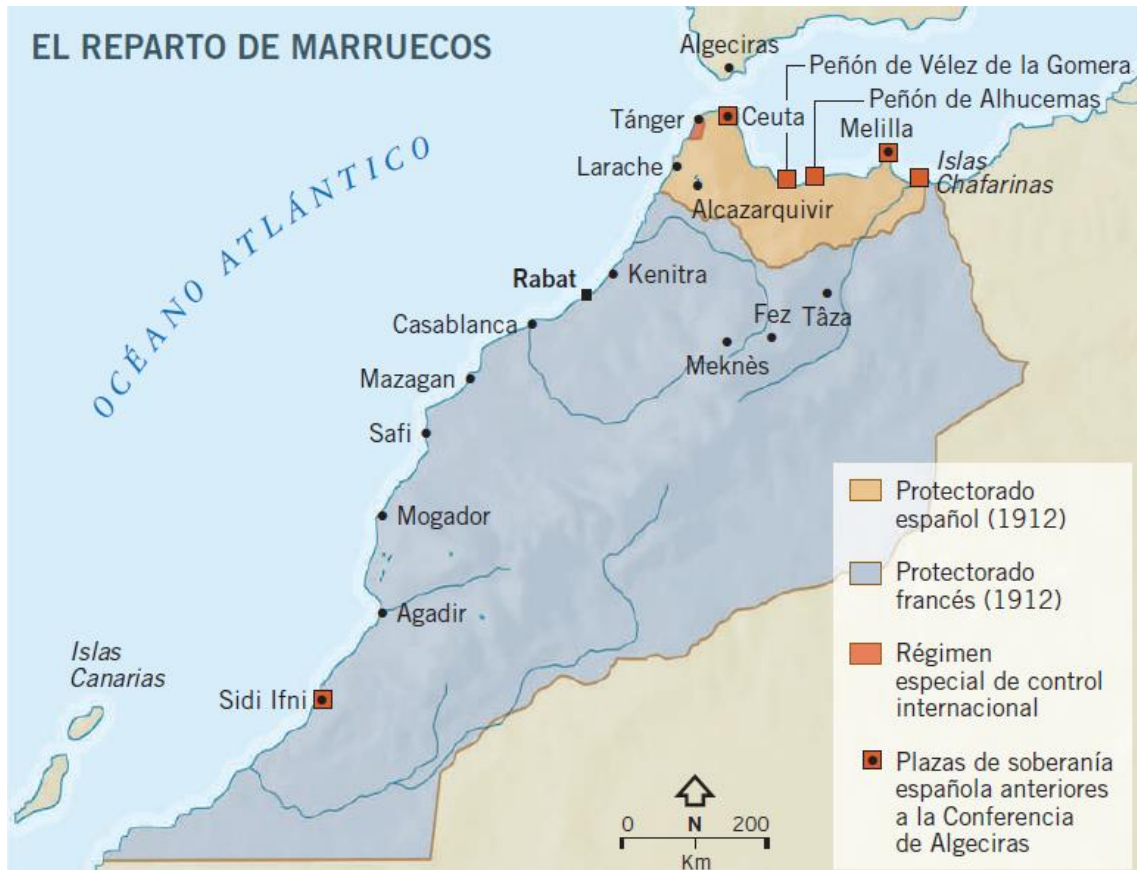 EL REPARTO DE MARRUECOS
Algeciras
Peñón de Vélez de la Gomera
Peñón de Alhucemas
Tánger
Ceuta
Melilla
Larache
Islas
Chafarinas
Alcazarquivir
OCÉANO ATLÁNTICO
Rabat
Kenitra
Casablanca
Fez
Tâza
Meknès
Mazagan
Safi
Mogador
Agadir
Islas
Canarias
Sidi Ifni
Protectorado
español (1912)
Protectorado
francés (1912)
Régimen
especial de control
internacional
Plazas de soberanía
española anteriores
a la Conferencia
de Algeciras
0 N 200
Km